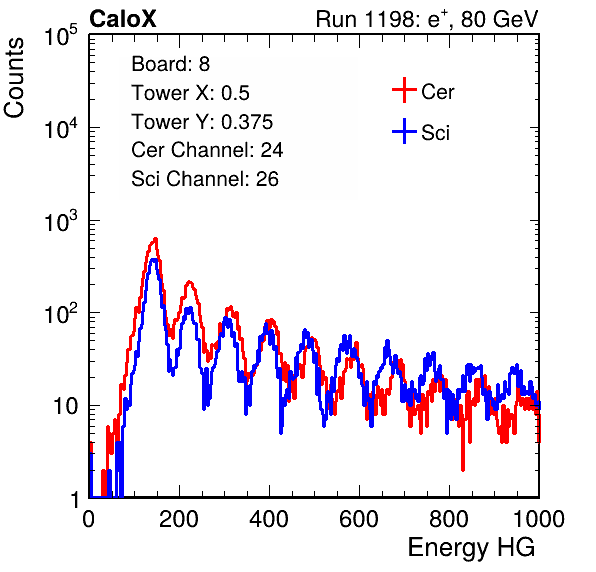 CaloX Run 1198: e⁺, 80 GeV
Counts
10⁵
10⁴
10³
10²
10
1
Board: 8
Tower X: 0.5
Tower Y: 0.375
Cer Channel: 24
Sci Channel: 26
Cer
Sci
0 200 400 600 800 1000
Energy HG